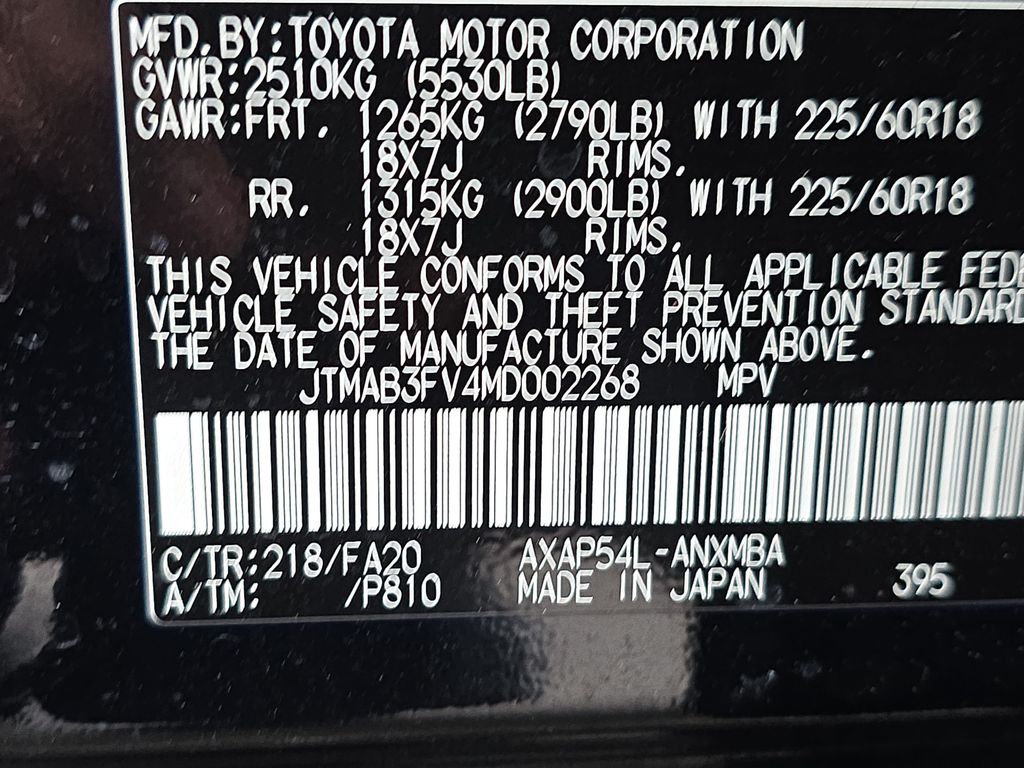 MFD. BY: TOYOTA MOTOR CORPORATION
GVWR: 2510KG (5530LB)
GAWR: FRT. 1265KG (2790LB) WITH 225/60R18
18X7J RIMS.
RR. 1315KG (2900LB) WITH 225/60R18
18X7J RIMS.
THIS VEHICLE CONFORMS TO ALL APPLICABLE FEDE
VEHICLE SAFETY AND THEFT PREVENTION STANDARD
THE DATE OF MANUFACTURE SHOWN ABOVE.
JTMAB3FV4MD002268 MPV
C/TR: 218/FA20 AXAP54L-ANXMBA
A/TM: /P810 MADE IN JAPAN 395